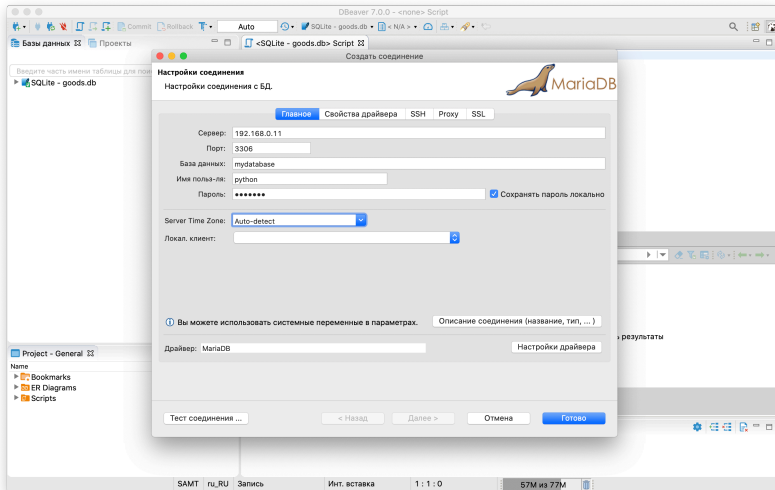 DBeaver 7.0.0 - <none> Script
Commit Rollback Auto SQLite - goods.db < N/A >
Базы данных Проекты
<SQLite - goods.db> Script
Введите часть имени таблицы для
SQLite - goods.db
Создать соединение
Настройки соединения
Настройки соединения с БД.
MariaDB
Главное Свойства драйвера SSH Proxy SSL
Сервер: 192.168.0.11
Порт: 3306
База данных: mydatabase
Имя польз-ля: python
Пароль: •••••••
Сохранять пароль локально
Server Time Zone: Auto-detect
Локал. клиент:
Вы можете использовать системные переменные в параметрах.
Описание соединения (название, тип, ... )
Драйвер: MariaDB
Настройки драйвера
Тест соединения ... < Назад Далее > Отмена Готово
результаты
Project - General
Name
Bookmarks
ER Diagrams
Scripts
SAMT ru_RU Запись Инт. вставка 1 : 1 : 0 57M из 77M